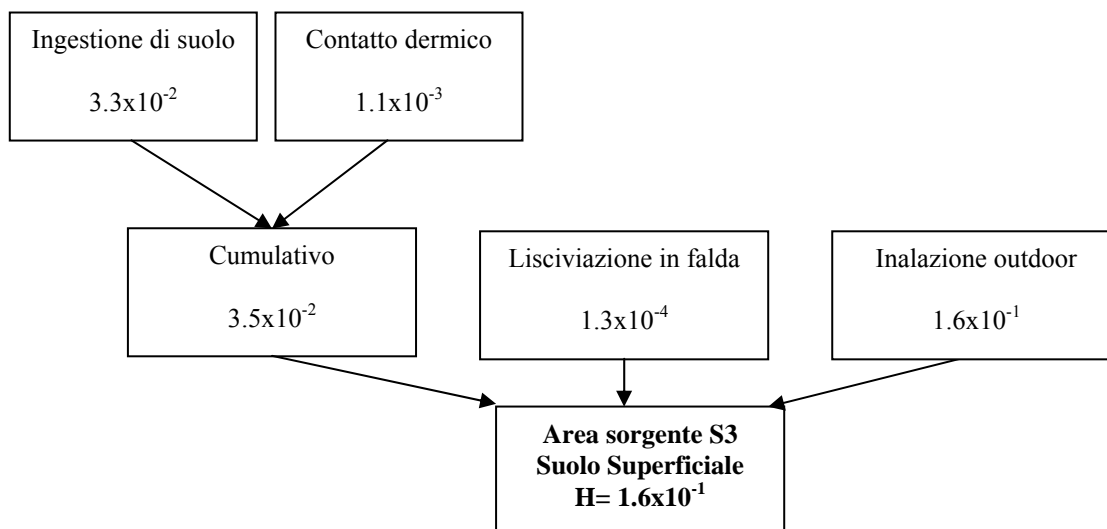 Ingestione di suolo
3.3x10⁻²
Contatto dermico
1.1x10⁻³
Cumulativo
3.5x10⁻²
Lisciviazione in falda
1.3x10⁻⁴
Inalazione outdoor
1.6x10⁻¹
Area sorgente S3
Suolo Superficiale
H= 1.6x10⁻¹